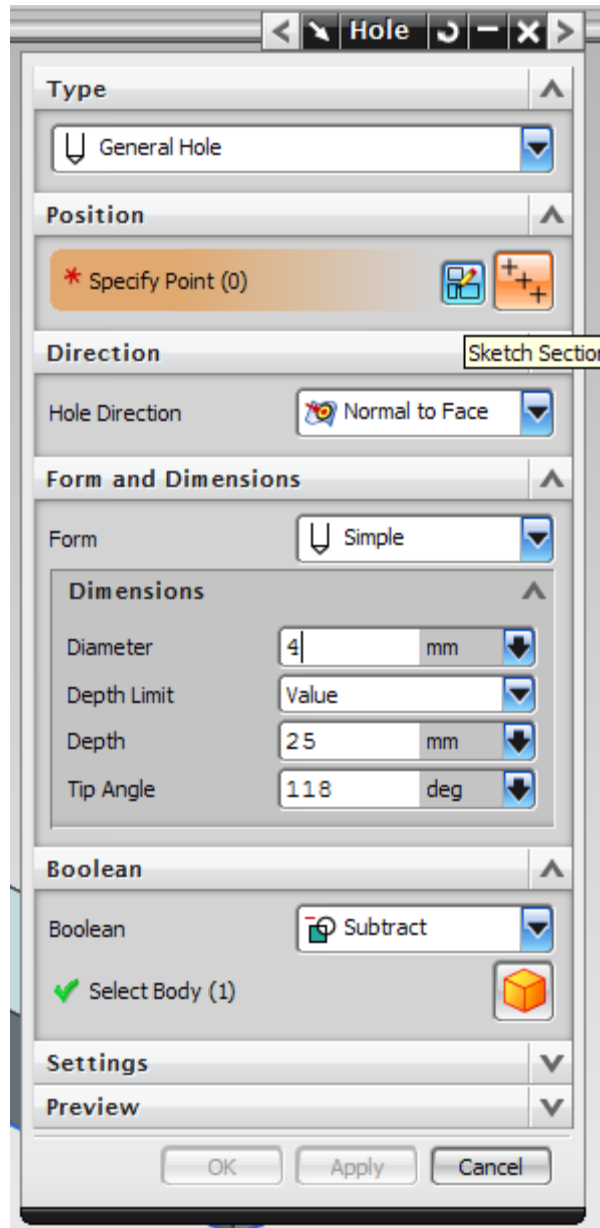 Hole
Type
General Hole
Position
* Specify Point (0)
Sketch Section
Direction
Hole Direction Normal to Face
Form and Dimensions
Form Simple
Dimensions
Diameter 4 mm
Depth Limit Value
Depth 25 mm
Tip Angle 118 deg
Boolean
Boolean Subtract
Select Body (1)
Settings
Preview
OK Apply Cancel